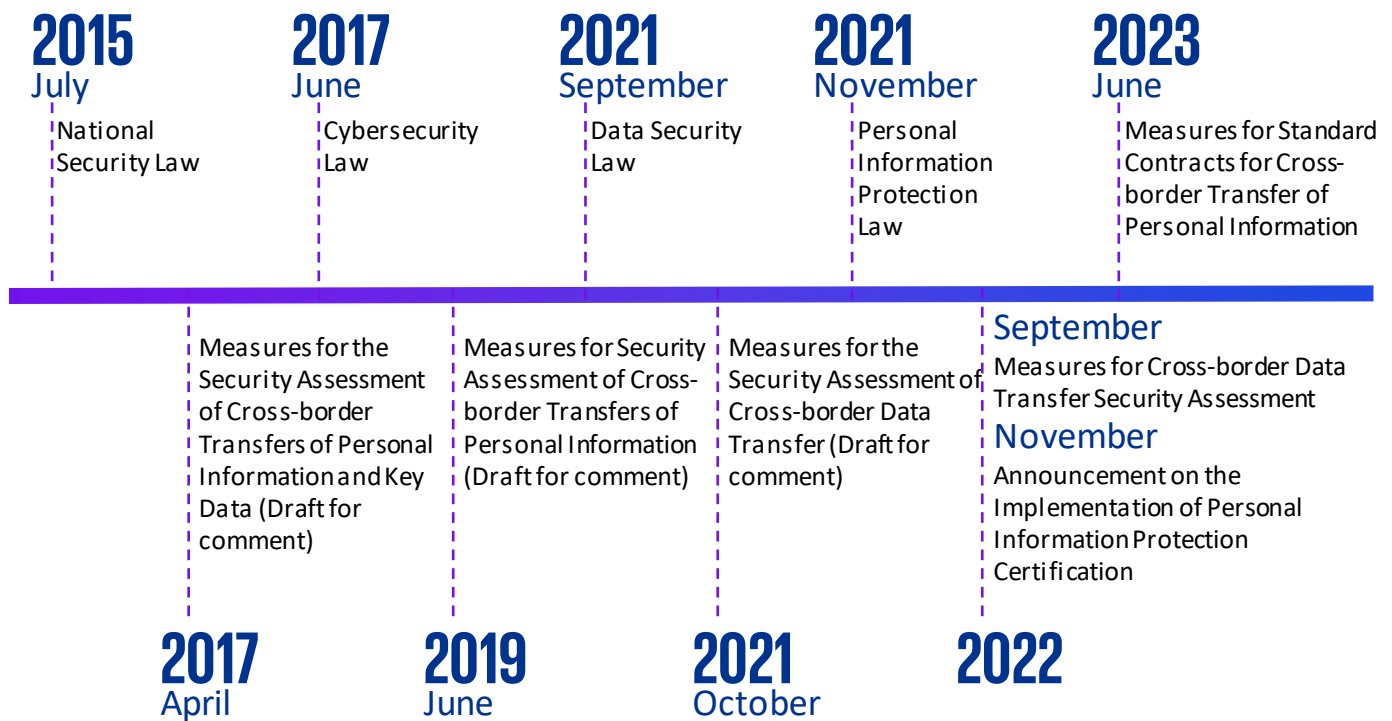 2015
July
National
Security Law
2017
June
Cybersecurity
Law
2021
September
Data Security
Law
2021
November
Personal
Information
Protection
Law
2023
June
Measures for Standard
Contracts for Cross-
border Transfer of
Personal Information
Measures for the
Security Assessment
of Cross-border
Transfers of Personal
Information and Key
Data (Draft for
comment)
2017
April
Measures for Security
Assessment of Cross-
border Transfers of
Personal Information
(Draft for comment)
2019
June
Measures for the
Security Assessment of
Cross-border Data
Transfer (Draft for
comment)
2021
October
September
Measures for Cross-border Data
Transfer Security Assessment
November
Announcement on the
Implementation of Personal
Information Protection
Certification
2022